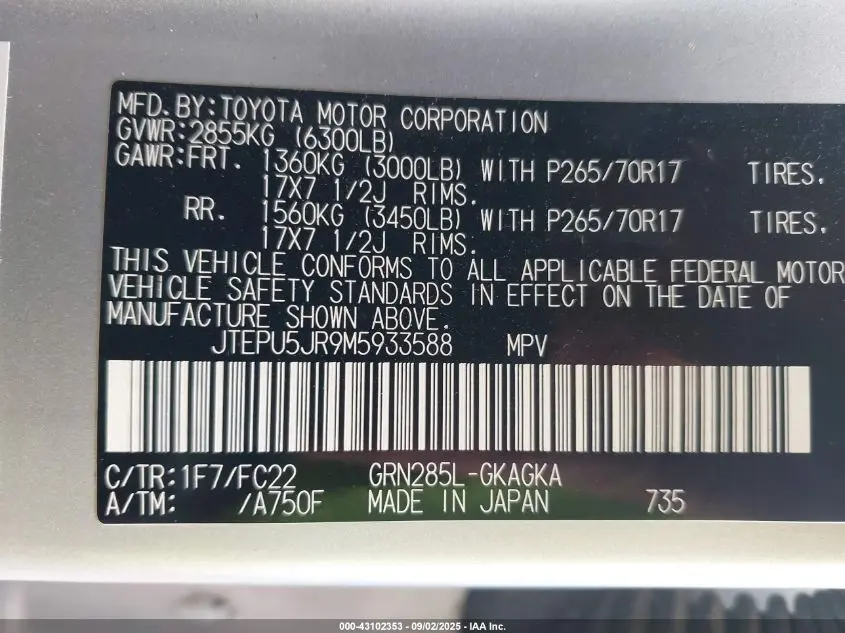 MFD.BY:TOYOTA MOTOR CORPORATION
GVWR:2855KG (6300LB)
GAWR:FRT. 1360KG (3000LB) WITH P265/70R17 TIRES.
17X7 1/2J RIMS.
RR. 1560KG (3450LB) WITH P265/70R17 TIRES.
17X7 1/2J RIMS.
THIS VEHICLE CONFORMS TO ALL APPLICABLE FEDERAL MOTOR
VEHICLE SAFETY STANDARDS IN EFFECT ON THE DATE OF
MANUFACTURE SHOWN ABOVE.
JTEPU5JR9M5933588 MPV
C/TR:1F7/FC22 GRN285L-GKAGKA
A/TM: /A750F MADE IN JAPAN 735
000-43102353 - 09/02/2025 - IAA Inc.